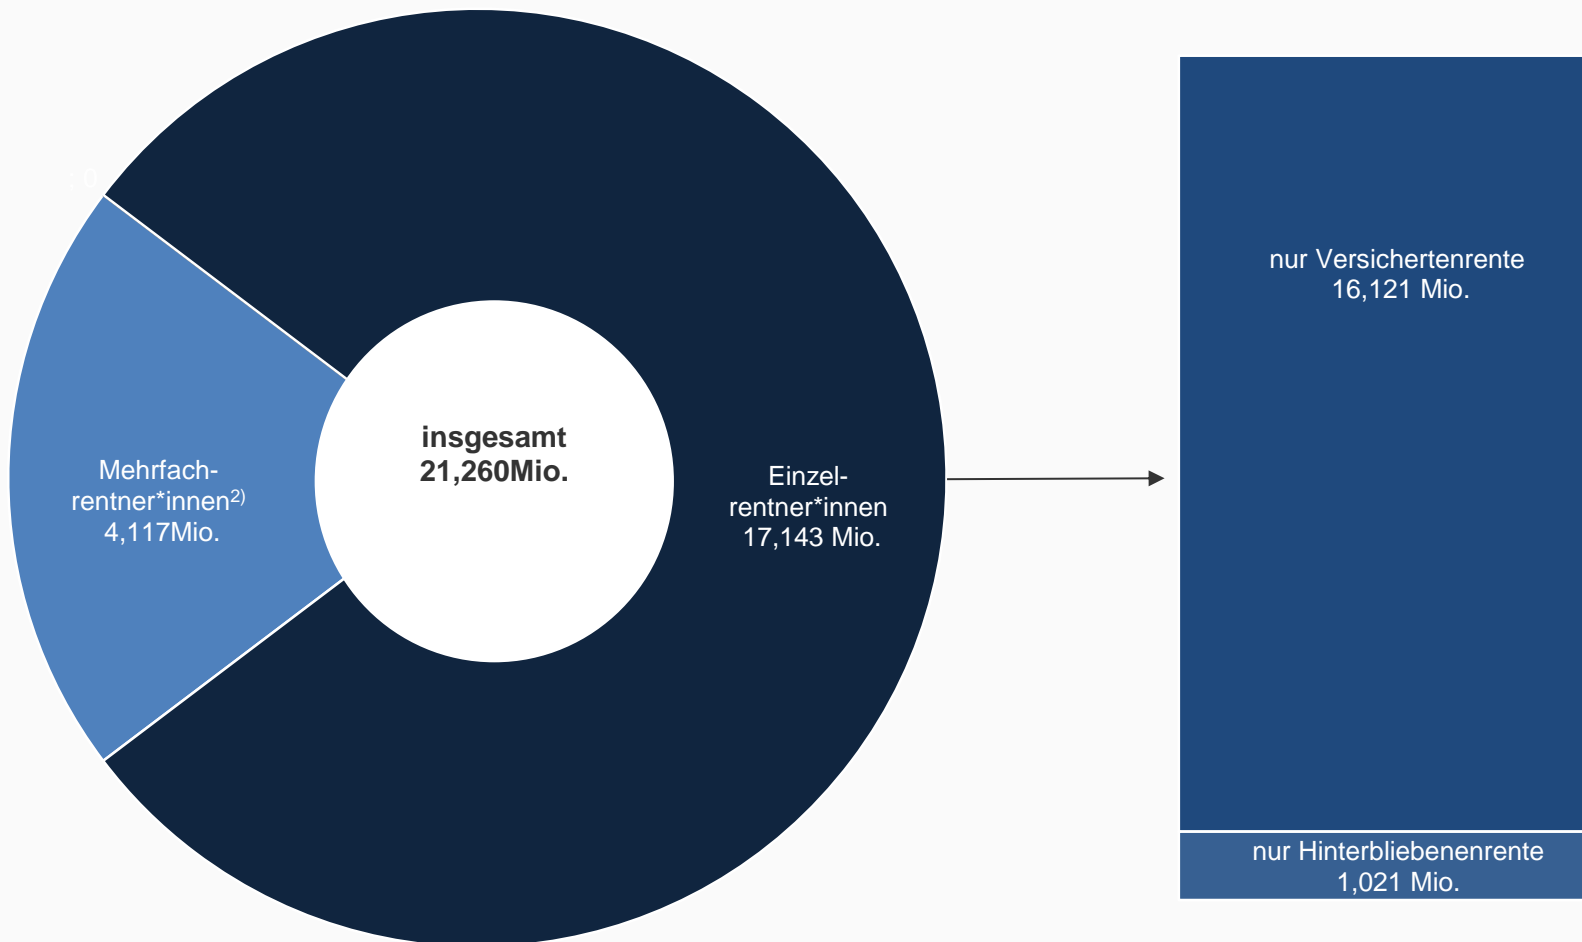 insgesamt
21,260Mio.
Mehrfach-
rentner*innen2)
4,117Mio.
Einzel-
rentner*innen
17,143 Mio.
nur Versichertenrente
16,121 Mio.
nur Hinterbliebenenrente
1,021 Mio.